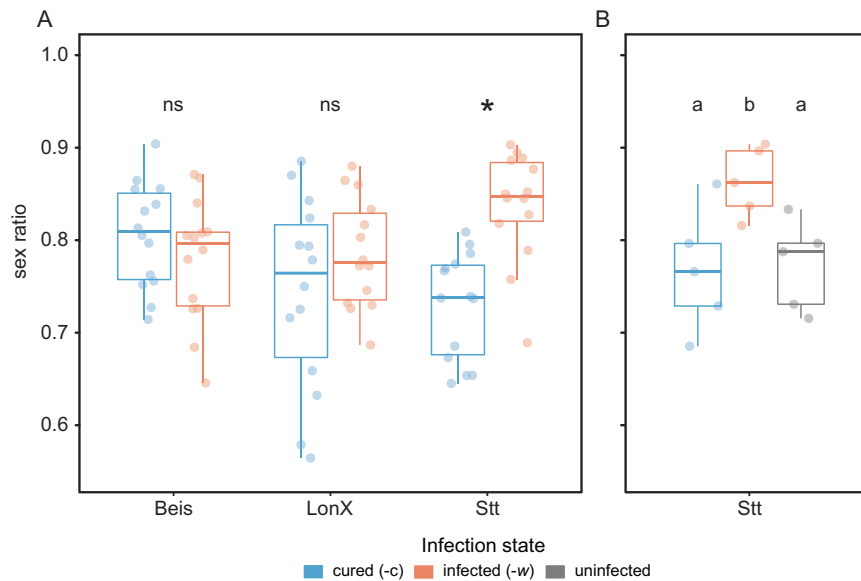 A
B
1.0
0.9
0.8
0.7
0.6
sex ratio
ns
ns
*
a b a
Beis LonX Stt
Stt
Infection state
cured (-c) infected (-w) uninfected